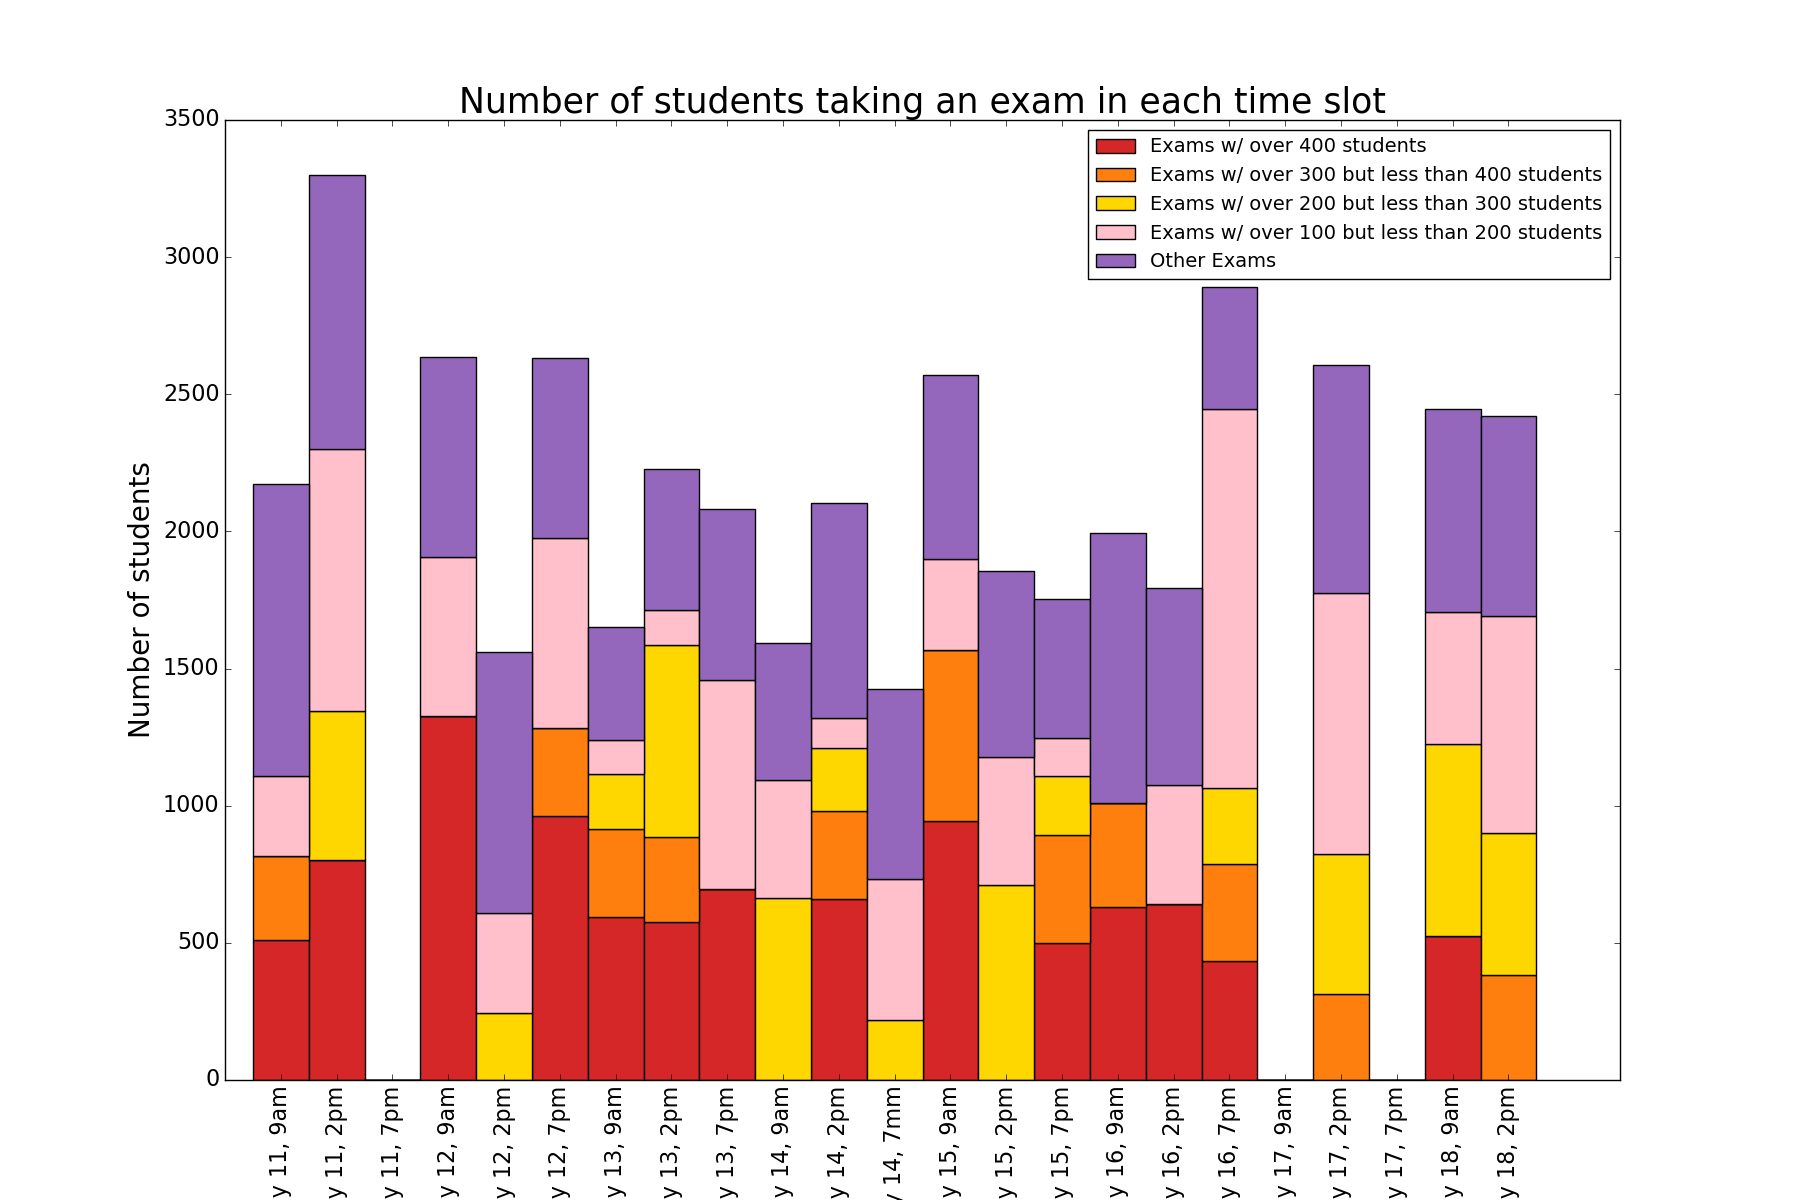 Number of students taking an exam in each time slot
Exams w/ over 400 students
Exams w/ over 300 but less than 400 students
Exams w/ over 200 but less than 300 students
Exams w/ over 100 but less than 200 students
Other Exams
Number of students
3500
3000
2500
2000
1500
1000
500
0
y 11, 9am
y 11, 2pm
y 11, 7pm
y 12, 9am
y 12, 2pm
y 12, 7pm
y 13, 9am
y 13, 2pm
y 13, 7pm
y 14, 9am
y 14, 2pm
y 14, 7mm
y 15, 9am
y 15, 2pm
y 15, 7pm
y 16, 9am
y 16, 2pm
y 16, 7pm
y 17, 9am
y 17, 2pm
y 17, 7pm
y 18, 9am
y 18, 2pm